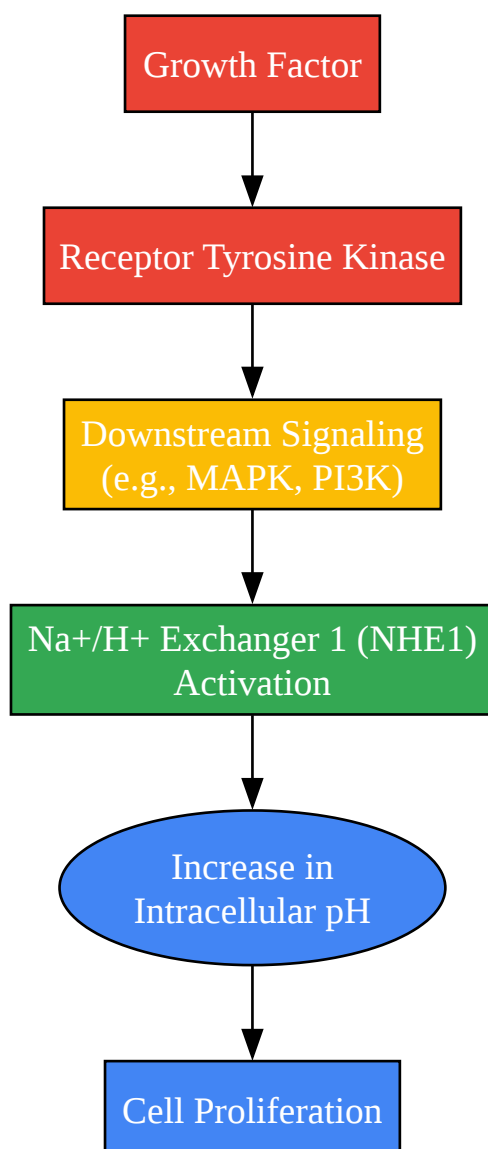 Growth Factor
Receptor Tyrosine Kinase
Downstream Signaling
(e.g., MAPK, PI3K)
Na+/H+ Exchanger 1 (NHE1)
Activation
Increase in
Intracellular pH
Cell Proliferation